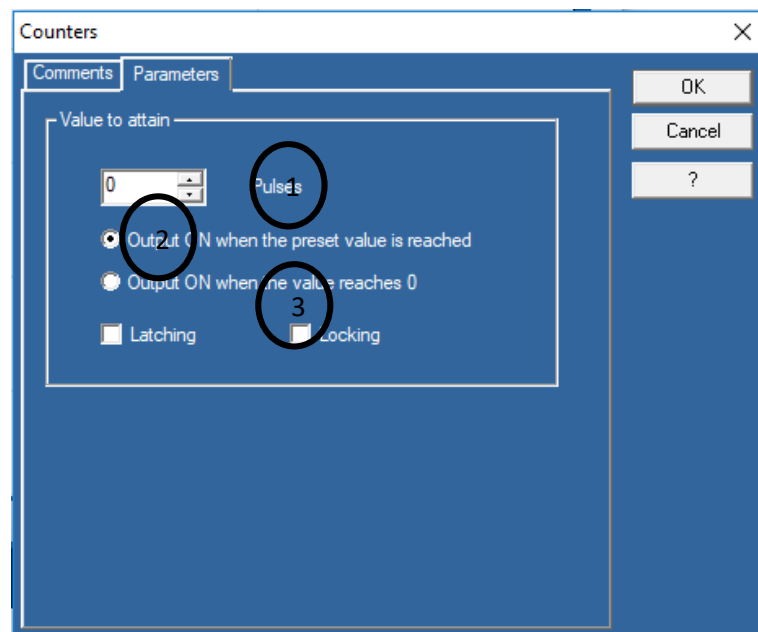 Counters
Comments Parameters
OK
Value to attain
Cancel
0 Pulses
1
?
2
Output ON when the preset value is reached
Output ON when the value reaches 0
3
Latching Locking